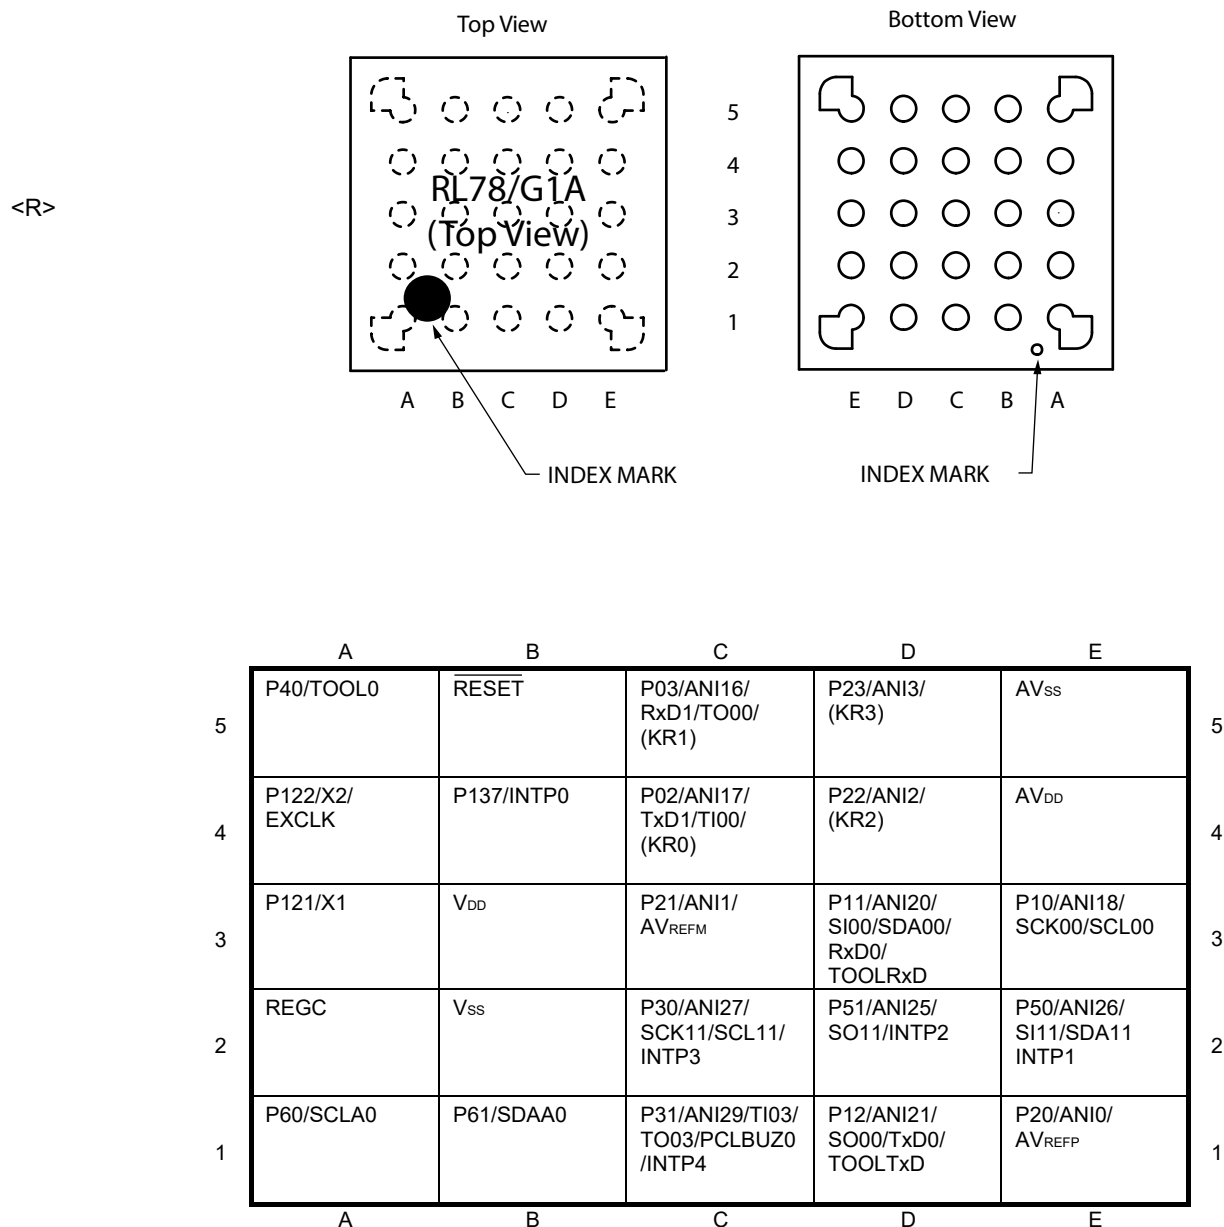 Top View
Bottom View
<R>
RL78/G1A
(Top View)
5
4
3
2
1
A B C D E
E D C B A
INDEX MARK
INDEX MARK
A B C D E
5
P40/TOOL0
RESET
P03/ANI16/
RxD1/TO00/
(KR1)
P23/ANI3/
(KR3)
AVSS
5
4
P122/X2/
EXCLK
P137/INTP0
P02/ANI17/
TxD1/TI00/
(KR0)
P22/ANI2/
(KR2)
AVDD
4
3
P121/X1
VDD
P21/ANI1/
AVREFM
P11/ANI20/
SI00/SDA00/
RxD0/
TOOLRxD
P10/ANI18/
SCK00/SCL00
3
2
REGC
VSS
P30/ANI27/
SCK11/SCL11/
INTP3
P51/ANI25/
SO11/INTP2
P50/ANI26/
SI11/SDA11
INTP1
2
1
P60/SCLA0
P61/SDAA0
P31/ANI29/TI03/
TO03/PCLBUZ0
/INTP4
P12/ANI21/
SO00/TxD0/
TOOLTxD
P20/ANI0/
AVREFP
1
A B C D E